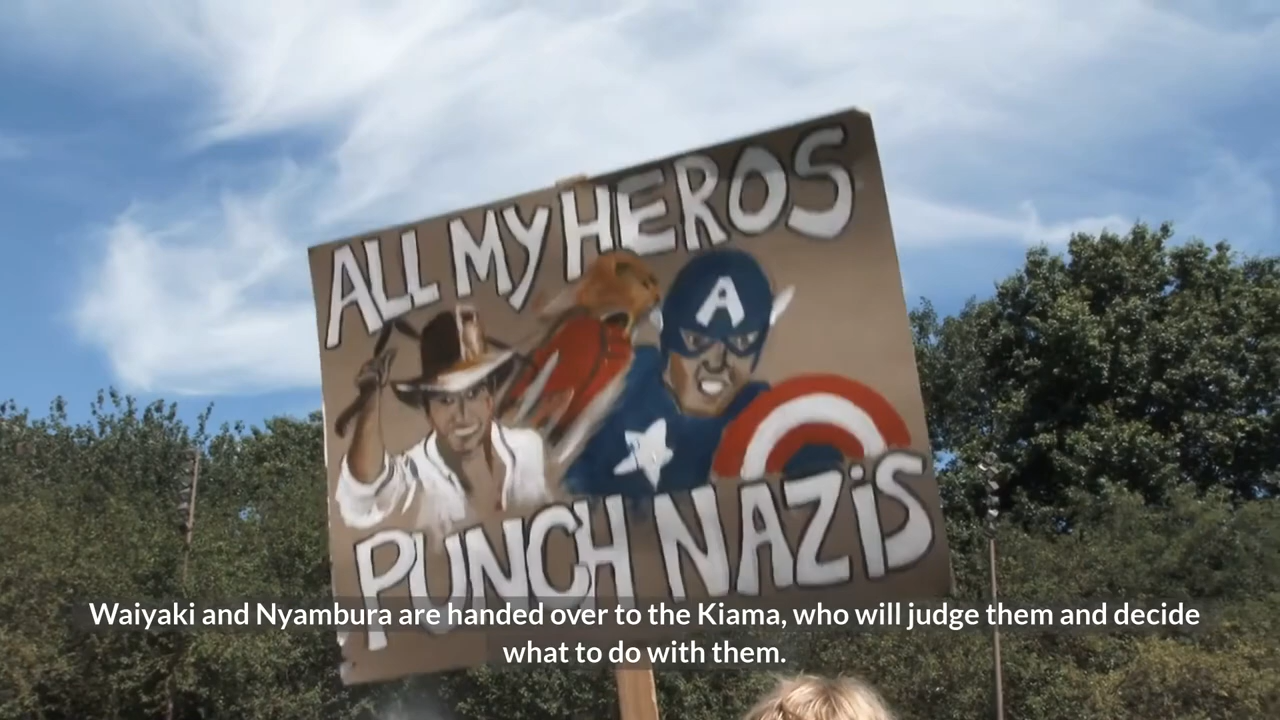 ALL MY HEROS
A
PUNCH NAZiS
Waiyaki and Nyambura are handed over to the Kiama, who will judge them and decide
what to do with them.